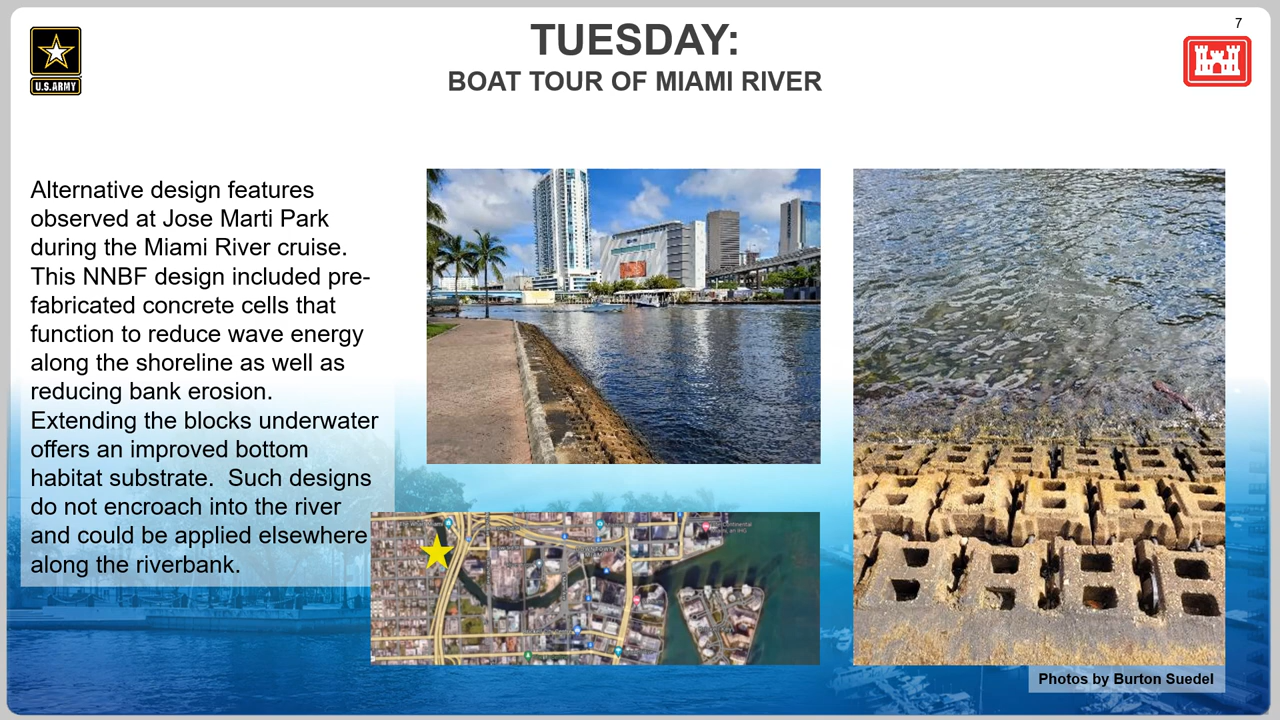 7
TUESDAY:
BOAT TOUR OF MIAMI RIVER
U.S.ARMY
Alternative design features
observed at Jose Marti Park
during the Miami River cruise.
This NNBF design included pre-
fabricated concrete cells that
function to reduce wave energy
along the shoreline as well as
reducing bank erosion.
Extending the blocks underwater
offers an improved bottom
habitat substrate.  Such designs
do not encroach into the river
and could be applied elsewhere
along the riverbank.
Photos by Burton Suedel